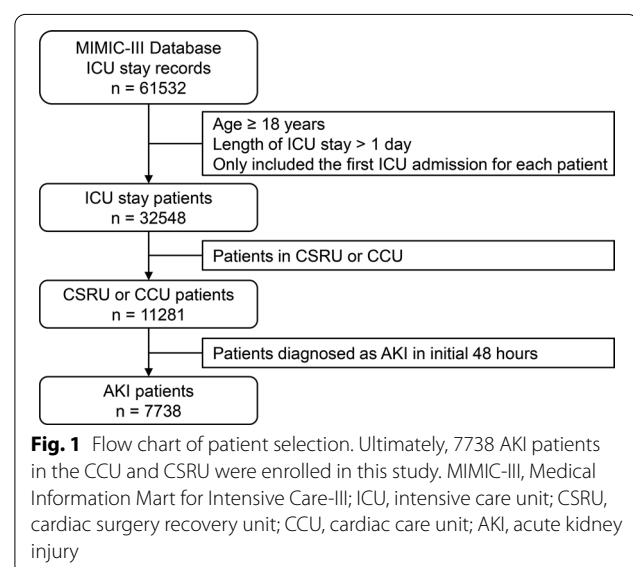 MIMIC-III Database
ICU stay records
n = 61532
Age ≥ 18 years
Length of ICU stay > 1 day
Only included the first ICU admission for each patient
ICU stay patients
n = 32548
Patients in CSRU or CCU
CSRU or CCU patients
n = 11281
Patients diagnosed as AKI in initial 48 hours
AKI patients
n = 7738
Fig. 1 Flow chart of patient selection. Ultimately, 7738 AKI patients
in the CCU and CSRU were enrolled in this study. MIMIC-III, Medical
Information Mart for Intensive Care-III; ICU, intensive care unit; CSRU,
cardiac surgery recovery unit; CCU, cardiac care unit; AKI, acute kidney
injury